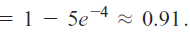 = 1 − 5e⁻⁴ ≈ 0.91.